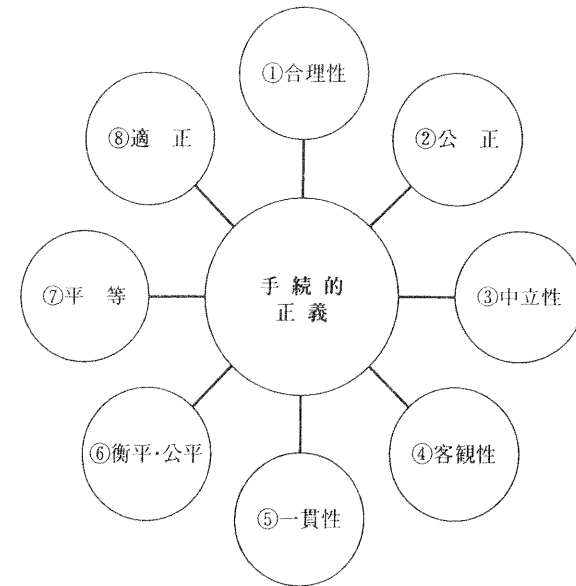 ①合理性
②公　正
③中立性
④客観性
⑤一貫性
⑥衡平·公平
⑦平　等
⑧適　正
手 続 的
正 義